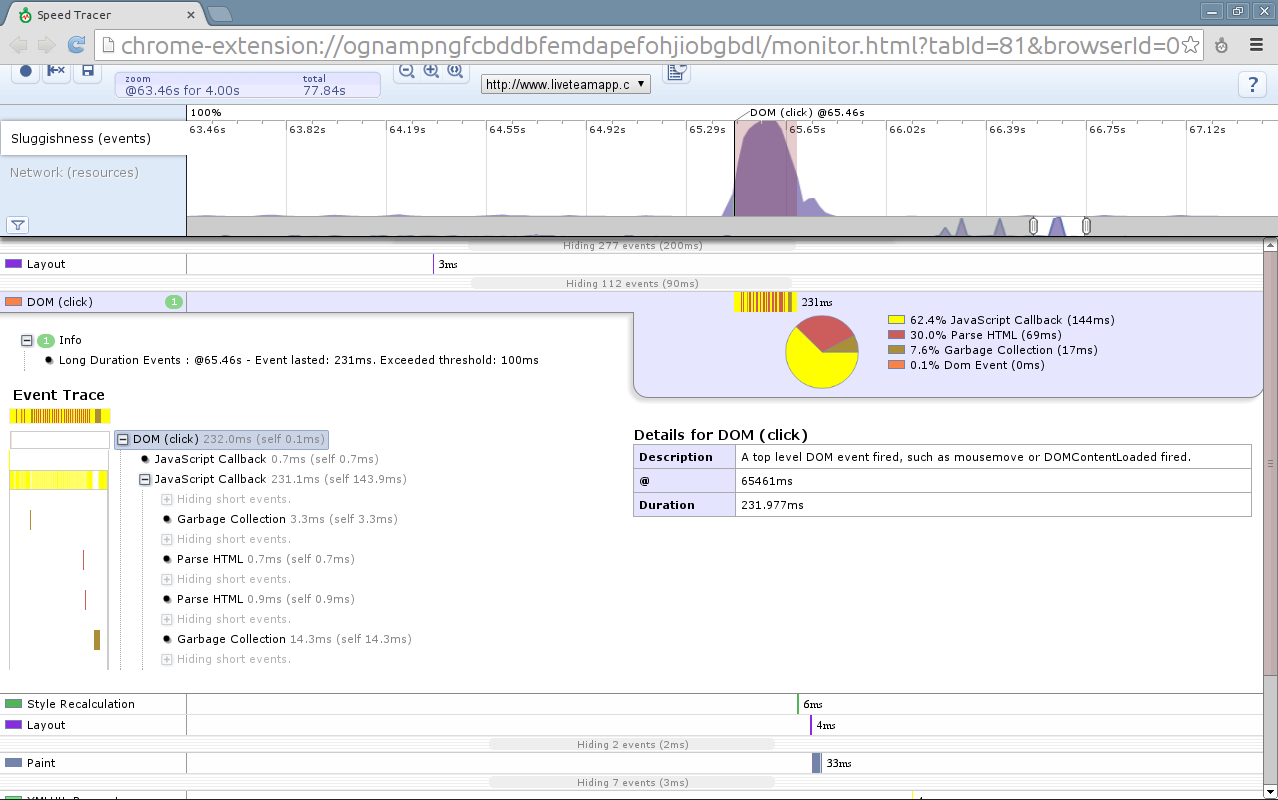 Speed Tracer
chrome-extension://ognampngfcbddbfemdapefohjiobgbdl/monitor.html?tabId=81&browserId=0
zoom total
@63.46s for 4.00s 77.84s
http://www.liveteamapp.c
?
100% DOM (click) @65.46s
63.46s 63.82s 64.19s 64.55s 64.92s 65.29s 65.65s 66.02s 66.39s 66.75s 67.12s
Sluggishness (events)
Network (resources)
Hiding 277 events (200ms)
Layout 3ms
Hiding 112 events (90ms)
DOM (click) 1 231ms
62.4% JavaScript Callback (144ms)
30.0% Parse HTML (69ms)
7.6% Garbage Collection (17ms)
0.1% Dom Event (0ms)
1 Info
Long Duration Events : @65.46s - Event lasted: 231ms. Exceeded threshold: 100ms
Event Trace
DOM (click) 232.0ms (self 0.1ms)
JavaScript Callback 0.7ms (self 0.7ms)
JavaScript Callback 231.1ms (self 143.9ms)
Hiding short events.
Garbage Collection 3.3ms (self 3.3ms)
Hiding short events.
Parse HTML 0.7ms (self 0.7ms)
Hiding short events.
Parse HTML 0.9ms (self 0.9ms)
Hiding short events.
Garbage Collection 14.3ms (self 14.3ms)
Hiding short events.
Details for DOM (click)
Description A top level DOM event fired, such as mousemove or DOMContentLoaded fired.
@ 65461ms
Duration 231.977ms
Style Recalculation 6ms
Layout 4ms
Hiding 2 events (2ms)
Paint 33ms
Hiding 7 events (3ms)